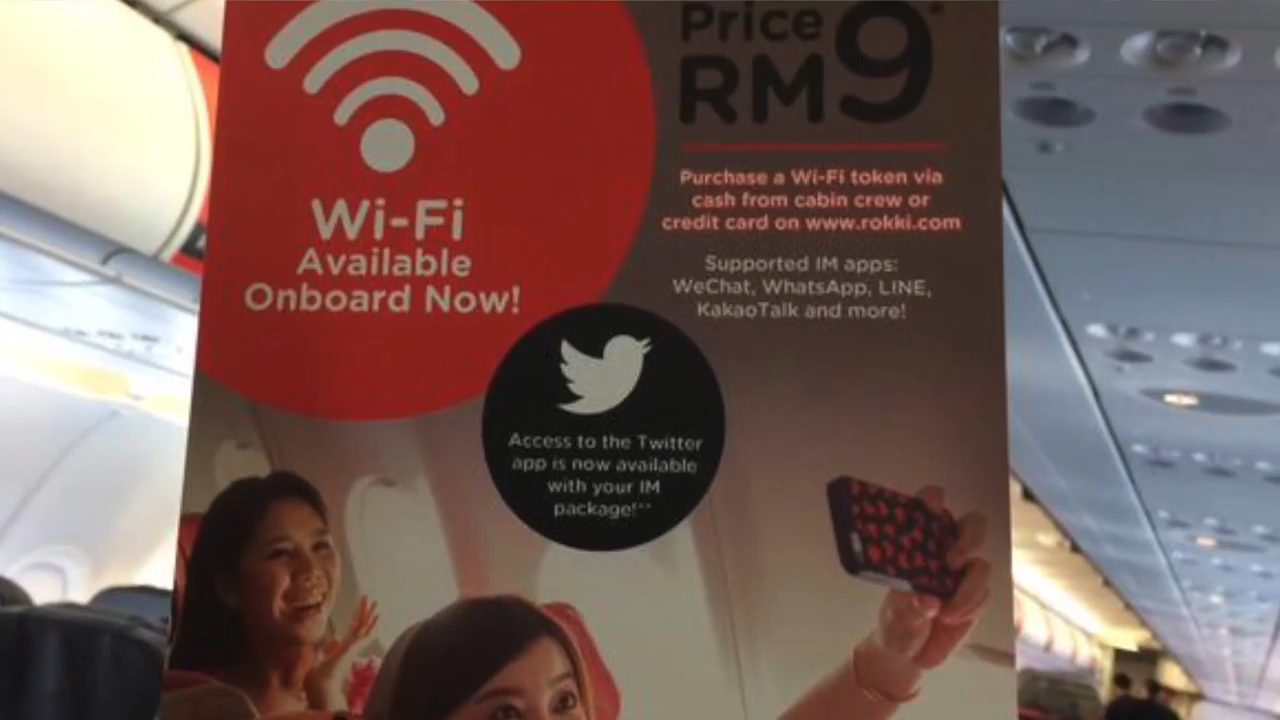 Wi-Fi
Available
Onboard Now!
Price
RM9*
Purchase a Wi-Fi token via
cash from cabin crew or
credit card on www.rokki.com
Supported IM apps:
WeChat, WhatsApp, LINE,
KakaoTalk and more!
Access to the Twitter
app is now available
with your IM
package!**